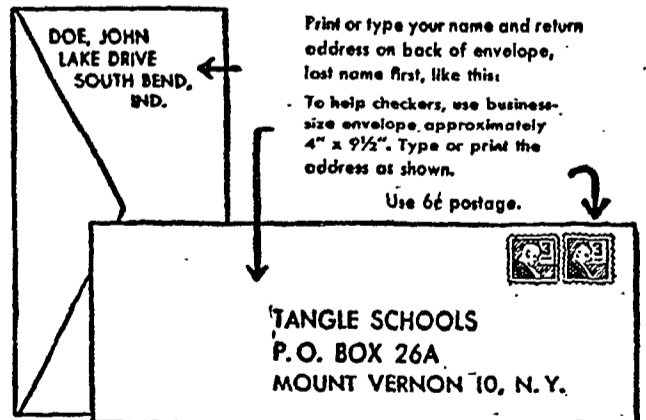 DOE, JOHN
LAKE DRIVE
SOUTH BEND,
IND.
Print or type your name and return
address on back of envelope,
last name first, like this:
To help checkers, use business-
size envelope approximately
4" x 9½". Type or print the
address as shown.
Use 6¢ postage.
3
3
TANGLE SCHOOLS
P.O. BOX 26A
MOUNT VERNON 10, N.Y.